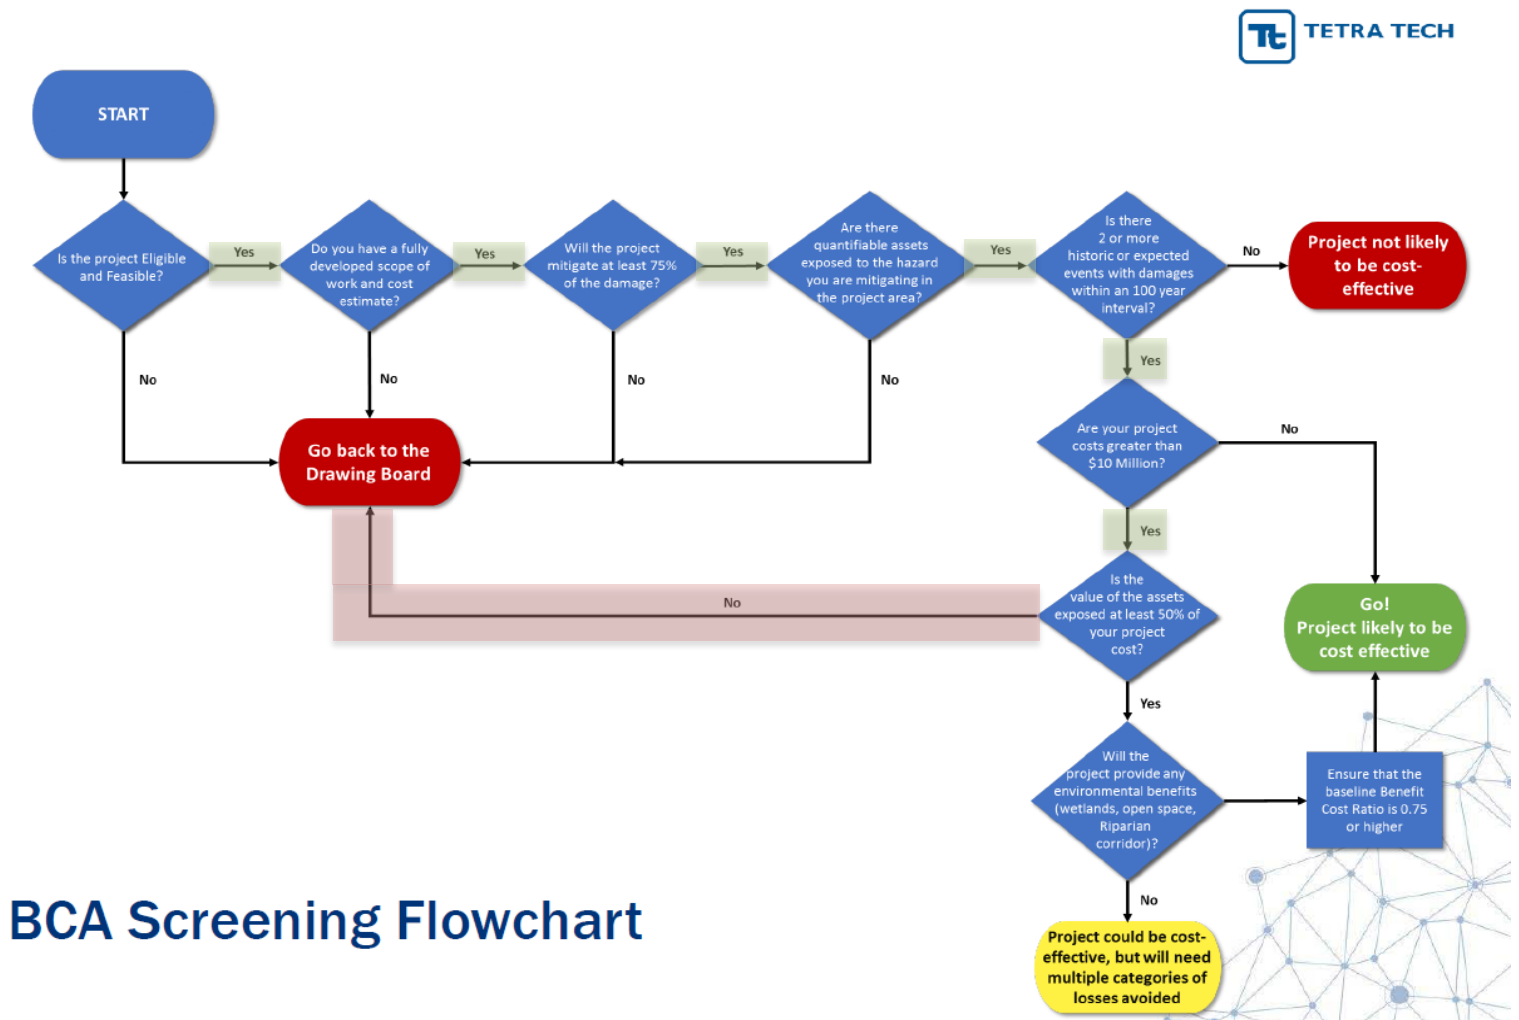 Tt TETRA TECH
START
Is the project Eligible
and Feasible?
Yes
Do you have a fully
developed scope of
work and cost
estimate?
Yes
Will the project
mitigate at least 75%
of the damage?
Yes
Are there
quantifiable assets
exposed to the hazard
you are mitigating in
the project area?
Yes
Is there
2 or more
historic or expected
events with damages
within an 100 year
interval?
No
Project not likely
to be cost-
effective
No
No
No
No
Yes
Go back to the
Drawing Board
Are your project
costs greater than
$10 Million?
No
Yes
Is the
value of the assets
exposed at least 50% of
your project
cost?
No
Go!
Project likely to be
cost effective
Yes
Will the
project provide any
environmental benefits
(wetlands, open space,
Riparian
corridor)?
Ensure that the
baseline Benefit
Cost Ratio is 0.75
or higher
No
Project could be cost-
effective, but will need
multiple categories of
losses avoided
BCA Screening Flowchart